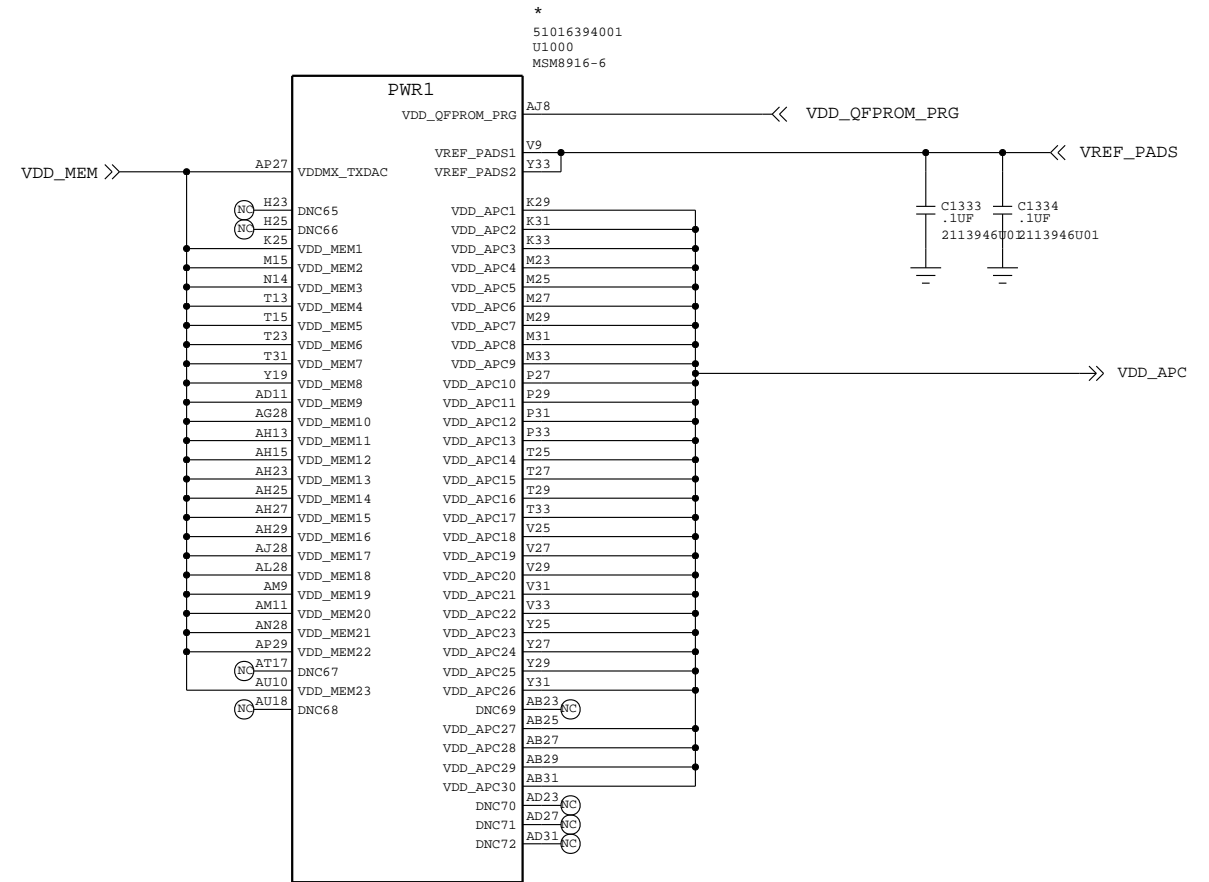 *
51016394001
U1000
MSM8916-6
PWR1
VDD_QFPROM_PRG AJ8 VDD_QFPROM_PRG
VREF_PADS1 V9 VREF_PADS
VREF_PADS2 Y33
VDD_MEM AP27 VDDMX_TXDAC
C1333 C1334
.1UF .1UF
2113946U01 2113946U01
NC H23 DNC65 VDD_APC1 K29
NC H25 DNC66 VDD_APC2 K31
K25 VDD_MEM1 VDD_APC3 K33
M15 VDD_MEM2 VDD_APC4 M23
N14 VDD_MEM3 VDD_APC5 M25
T13 VDD_MEM4 VDD_APC6 M27
T15 VDD_MEM5 VDD_APC7 M29
T23 VDD_MEM6 VDD_APC8 M31
T31 VDD_MEM7 VDD_APC9 M33
VDD_APC
Y19 VDD_MEM8 VDD_APC10 P27
AD11 VDD_MEM9 VDD_APC11 P29
AG28 VDD_MEM10 VDD_APC12 P31
AH13 VDD_MEM11 VDD_APC13 P33
AH15 VDD_MEM12 VDD_APC14 T25
AH23 VDD_MEM13 VDD_APC15 T27
AH25 VDD_MEM14 VDD_APC16 T29
AH27 VDD_MEM15 VDD_APC17 T33
AH29 VDD_MEM16 VDD_APC18 V25
AJ28 VDD_MEM17 VDD_APC19 V27
AL28 VDD_MEM18 VDD_APC20 V29
AM9 VDD_MEM19 VDD_APC21 V31
AM11 VDD_MEM20 VDD_APC22 V33
AN28 VDD_MEM21 VDD_APC23 Y25
AP29 VDD_MEM22 VDD_APC24 Y27
NC AT17 DNC67 VDD_APC25 Y29
AU10 VDD_MEM23 VDD_APC26 Y31
NC AU18 DNC68 DNC69 AB23 NC
VDD_APC27 AB25
VDD_APC28 AB27
VDD_APC29 AB29
VDD_APC30 AB31
DNC70 AD23 NC
DNC71 AD27 NC
DNC72 AD31 NC